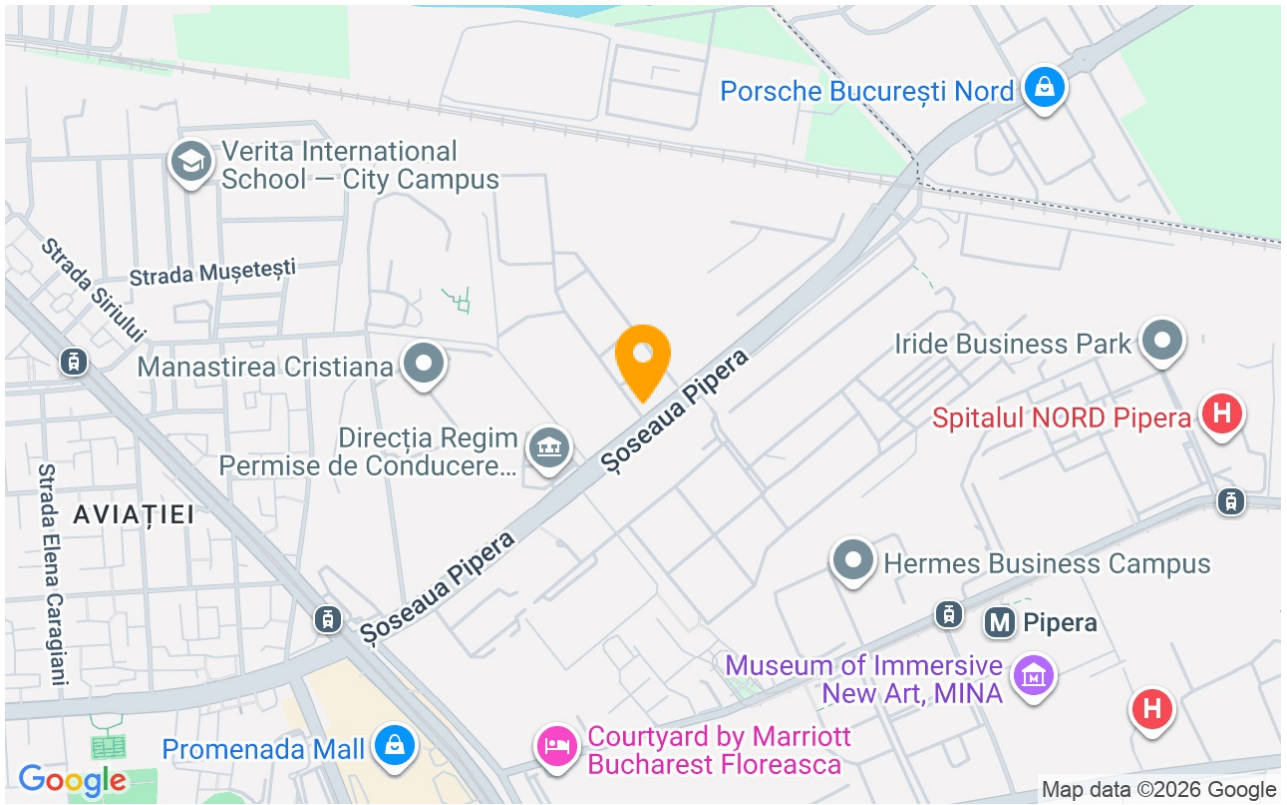 Porsche București Nord
Verita International
School — City Campus
Strada Mușetești
Strada Siriului
Manastirea Cristiana
Iride Business Park
Șoseaua Pipera
Spitalul NORD Pipera
H
Direcția Regim
Permise de Conducere...
Strada Elena Caragiani
AVIAȚIEI
Șoseaua Pipera
Hermes Business Campus
M Pipera
Museum of Immersive
New Art, MINA
H
Promenada Mall
Courtyard by Marriott
Bucharest Floreasca
Google
Map data ©2026 Google